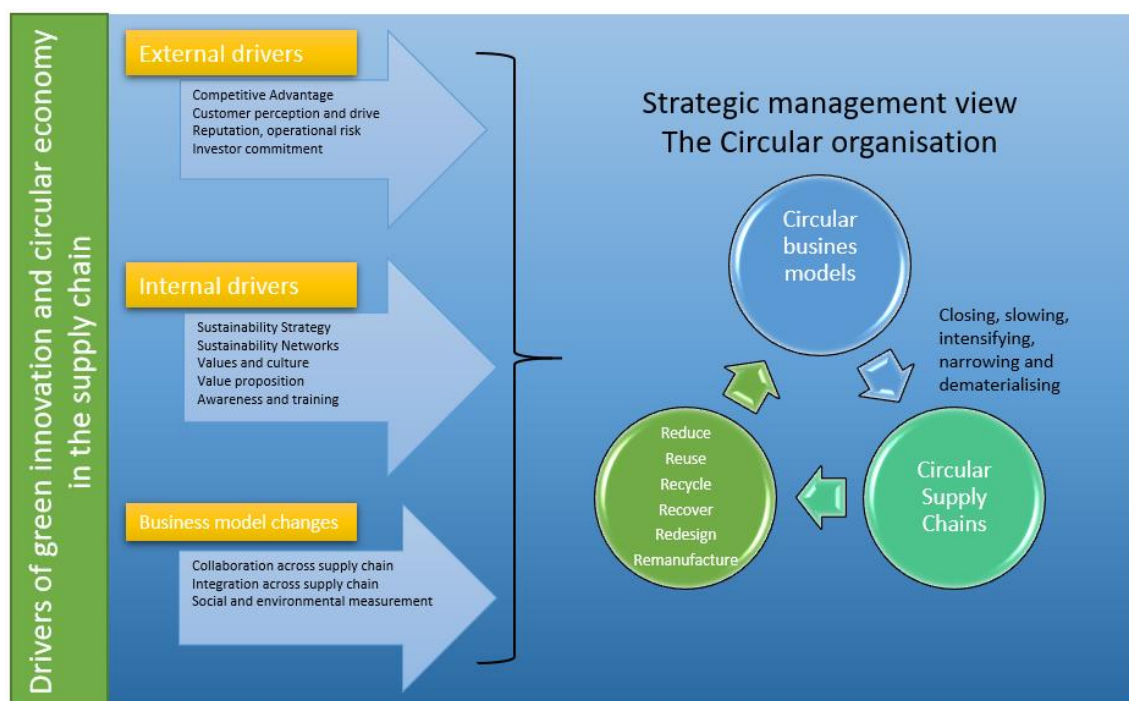 Drivers of green innovation and circular economy
in the supply chain
External drivers
Competitive Advantage
Customer perception and drive
Reputation, operational risk
Investor commitment
Internal drivers
Sustainability Strategy
Sustainability Networks
Values and culture
Value proposition
Awareness and training
Business model changes
Collaboration across supply chain
Integration across supply chain
Social and environmental measurement
Strategic management view
The Circular organisation
Circular
busines
models
Closing, slowing,
intensifying,
narrowing and
dematerialising
Circular
Supply
Chains
Reduce
Reuse
Recycle
Recover
Redesign
Remanufacture